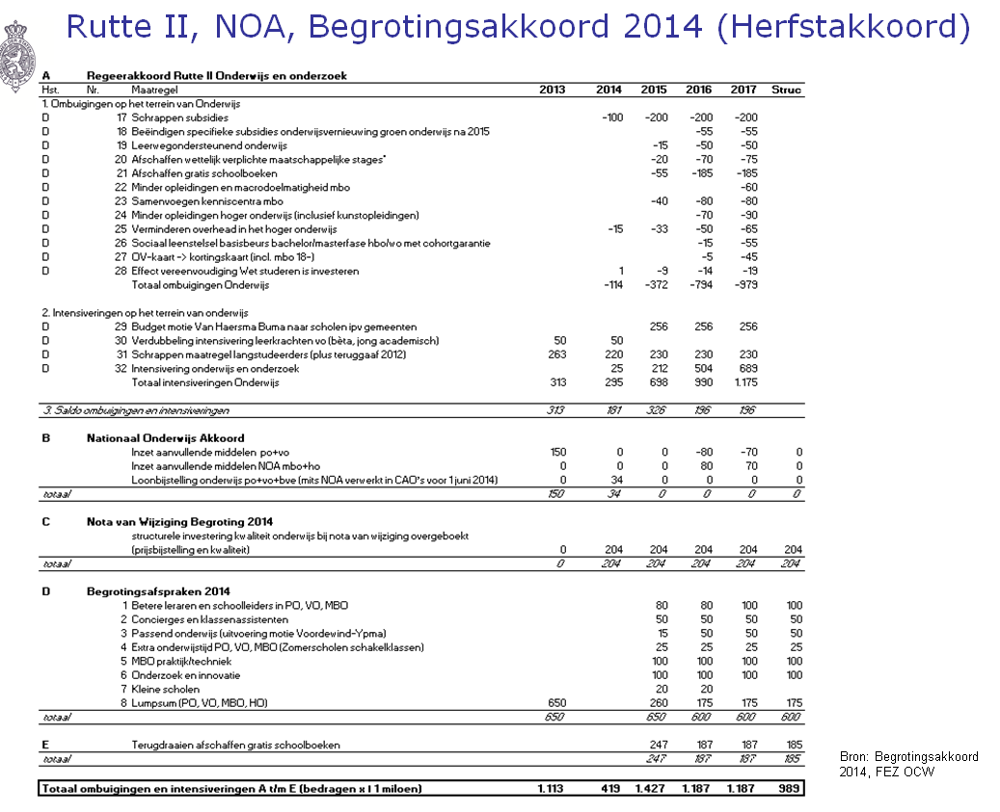 Rutte II, NOA, Begrotingsakkoord 2014 (Herfstakkoord)
A Regeerakkoord Rutte II Onderwijs en onderzoek
Hst. Nr. Maatregel 2013 2014 2015 2016 2017 Struc
1. Ombuigingen op het terrein van Onderwijs
D 17 Schrappen subsidies -100 -200 -200 -200
D 18 Beëindigen specifieke subsidies onderwijsvernieuwing groen onderwijs na 2015 -55 -55
D 19 Leerwegondersteunend onderwijs -15 -50 -50
D 20 Afschaffen wettelijk verplichte maatschappelijke stages* -20 -70 -75
D 21 Afschaffen gratis schoolboeken -55 -185 -185
D 22 Minder opleidingen en macrodoelmatigheid mbo -60
D 23 Samenvoegen kenniscentra mbo -40 -80 -80
D 24 Minder opleidingen hoger onderwijs (inclusief kunstopleidingen) -70 -90
D 25 Verminderen overhead in het hoger onderwijs -15 -33 -50 -65
D 26 Sociaal leenstelsel basisbeurs bachelor/masterfase hbo/wo met cohortgarantie -15 -55
D 27 OV-kaart -> kortingskaart (incl. mbo 18-) -5 -45
D 28 Effect vereenvoudiging Wet studeren is investeren 1 -9 -14 -19
Totaal ombuigingen Onderwijs -114 -372 -794 -979
2. Intensiveringen op het terrein van onderwijs
D 29 Budget motie Van Haersma Buma naar scholen ipv gemeenten 256 256 256
D 30 Verdubbeling intensivering leerkrachten vo (bèta, jong academisch) 50 50
D 31 Schrappen maatregel langstudeerders (plus teruggaaf 2012) 263 220 230 230 230
D 32 Intensivering onderwijs en onderzoek 25 212 504 689
Totaal intensiveringen Onderwijs 313 295 698 990 1.175
3. Saldo ombuigingen en intensiveringen 313 181 326 196 196
B Nationaal Onderwijs Akkoord
Inzet aanvullende middelen po+vo 150 0 0 -80 -70 0
Inzet aanvullende middelen NOA mbo+ho 0 0 0 80 70 0
Loonbijstelling onderwijs po+vo+bve (mits NOA verwerkt in CAO's voor 1 juni 2014) 0 34 0 0 0 0
totaal 150 34 0 0 0 0
C Nota van Wijziging Begroting 2014
structurele investering kwaliteit onderwijs bij nota van wijziging overgeboekt
(prijsbijstelling en kwaliteit) 0 204 204 204 204 204
totaal 0 204 204 204 204 204
D Begrotingsafspraken 2014
1 Betere leraren en schoolleiders in PO, VO, MBO 80 80 100 100
2 Concierges en klassenassistenten 50 50 50 50
3 Passend onderwijs (uitvoering motie Voordewind-Ypma) 15 50 50 50
4 Extra onderwijstijd PO, VO, MBO (Zomerscholen schakelklassen) 25 25 25 25
5 MBO praktijk/techniek 100 100 100 100
6 Onderzoek en innovatie 100 100 100 100
7 Kleine scholen 20 20
8 Lumpsum (PO, VO, MBO, HO) 650 260 175 175 175
totaal 650 650 600 600 600
E Terugdraaien afschaffen gratis schoolboeken 247 187 187 185
totaal 247 187 187 185
Bron: Begrotingsakkoord
2014, FEZ OCW
Totaal ombuigingen en intensiveringen A t/m E (bedragen x 1 miloen) 1.113 419 1.427 1.187 1.187 989